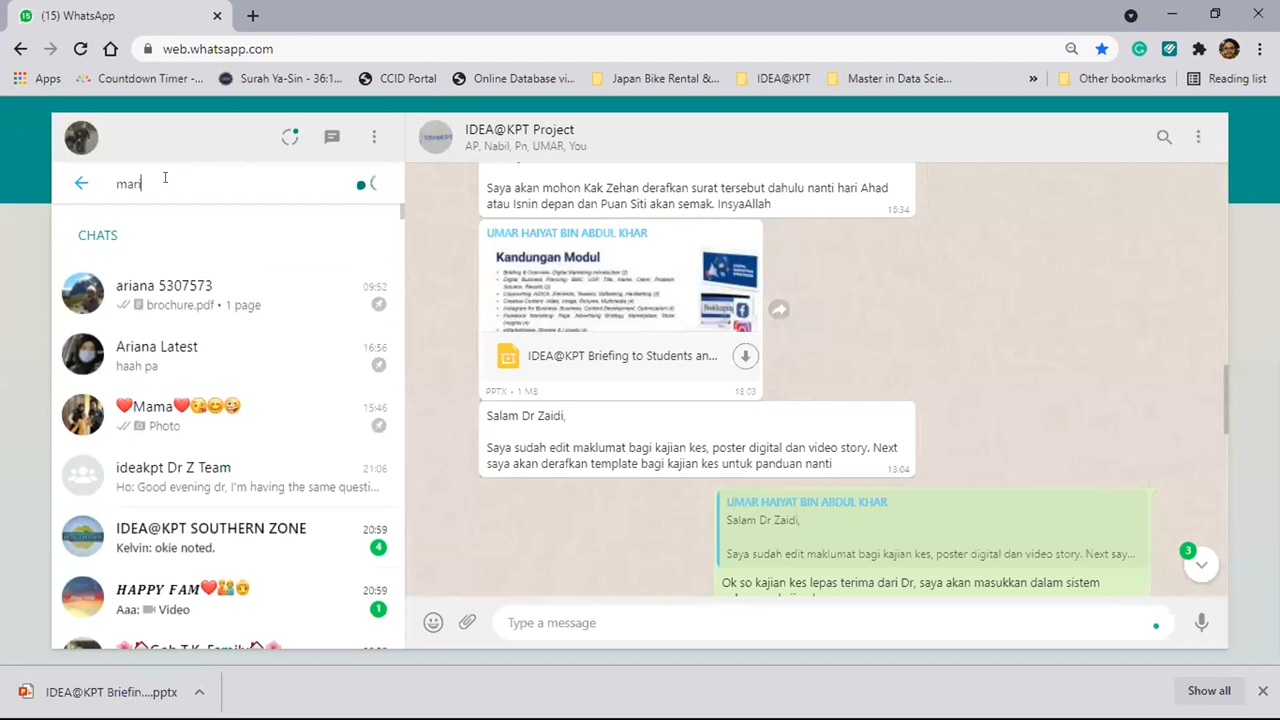 (15) WhatsApp
web.whatsapp.com
Apps
Countdown Timer -...
Surah Ya-Sin - 36:1...
CCID Portal
Online Database vi...
Japan Bike Rental &...
IDEA@KPT
Master in Data Scie...
»
Other bookmarks
Reading list
IDEA@KPT Project
AP, Nabil, Pn, UMAR, You
mari
CHATS
ariana 5307573
09:52
brochure.pdf • 1 page
Ariana Latest
16:56
haah pa
❤️Mama❤️🥰😊🤪
15:46
Photo
ideakpt Dr Z Team
21:06
Ho: Good evening dr, I'm having the same questi...
IDEA@KPT SOUTHERN ZONE
20:59
Kelvin: okie noted.
4
HAPPY FAM
20:59
Aaa: Video
1
Saya akan mohon Kak Zehan derafkan surat tersebut dahulu nanti hari Ahad
atau Isnin depan dan Puan Siti akan semak. InsyaAllah
16:34
UMAR HAIYAT BIN ABDUL KHAR
Kandungan Modul
IDEA@KPT Briefing to Students an...
PPTX • 1 MB
18:03
Salam Dr Zaidi,
Saya sudah edit maklumat bagi kajian kes, poster digital dan video story. Next
saya akan derafkan template bagi kajian kes untuk panduan nanti
18:04
UMAR HAIYAT BIN ABDUL KHAR
Salam Dr Zaidi,
Saya sudah edit maklumat bagi kajian kes, poster digital dan video story. Next say...
Ok so kajian kes lepas terima dari Dr, saya akan masukkan dalam sistem
3
Type a message
IDEA@KPT Briefin....pptx
Show all